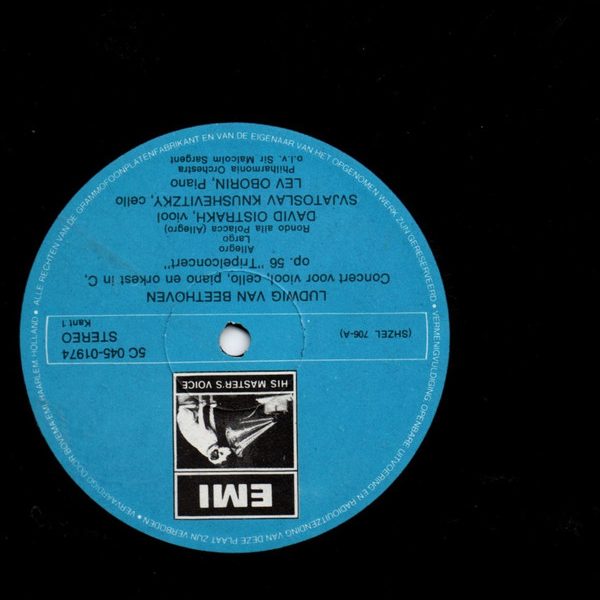 EMI
HIS MASTER'S VOICE
5C 045-01974
STEREO
Kant 1
(SHZEL 706-A)
LUDWIG VAN BEETHOVEN
Concert voor viool, cello, piano en orkest in C,
op. 56 "Tripelconcert"
Allegro
Largo
Rondo alla Polacca (Allegro)
DAVID OISTRAKH, viool
SVJATOSLAV KNUSHEVITZKY, cello
LEV OBORIN, Piano
Philharmonia Orchestra
o.l.v. Sir Malcolm Sargent
• ALLE RECHTEN VAN DE GRAMMOFOONPLATENFABRIKANT EN VAN DE EIGENAAR VAN HET OPGENOMEN WERK ZIJN GERESERVEERD • VERMENIGVULDIGING OPENBARE UITVOERING EN RADIOUITZENDING VAN DEZE PLAAT ZIJN VERBODEN • VERVAARDIGD DOOR BOVEMA-EMI HAARLEM HOLLAND